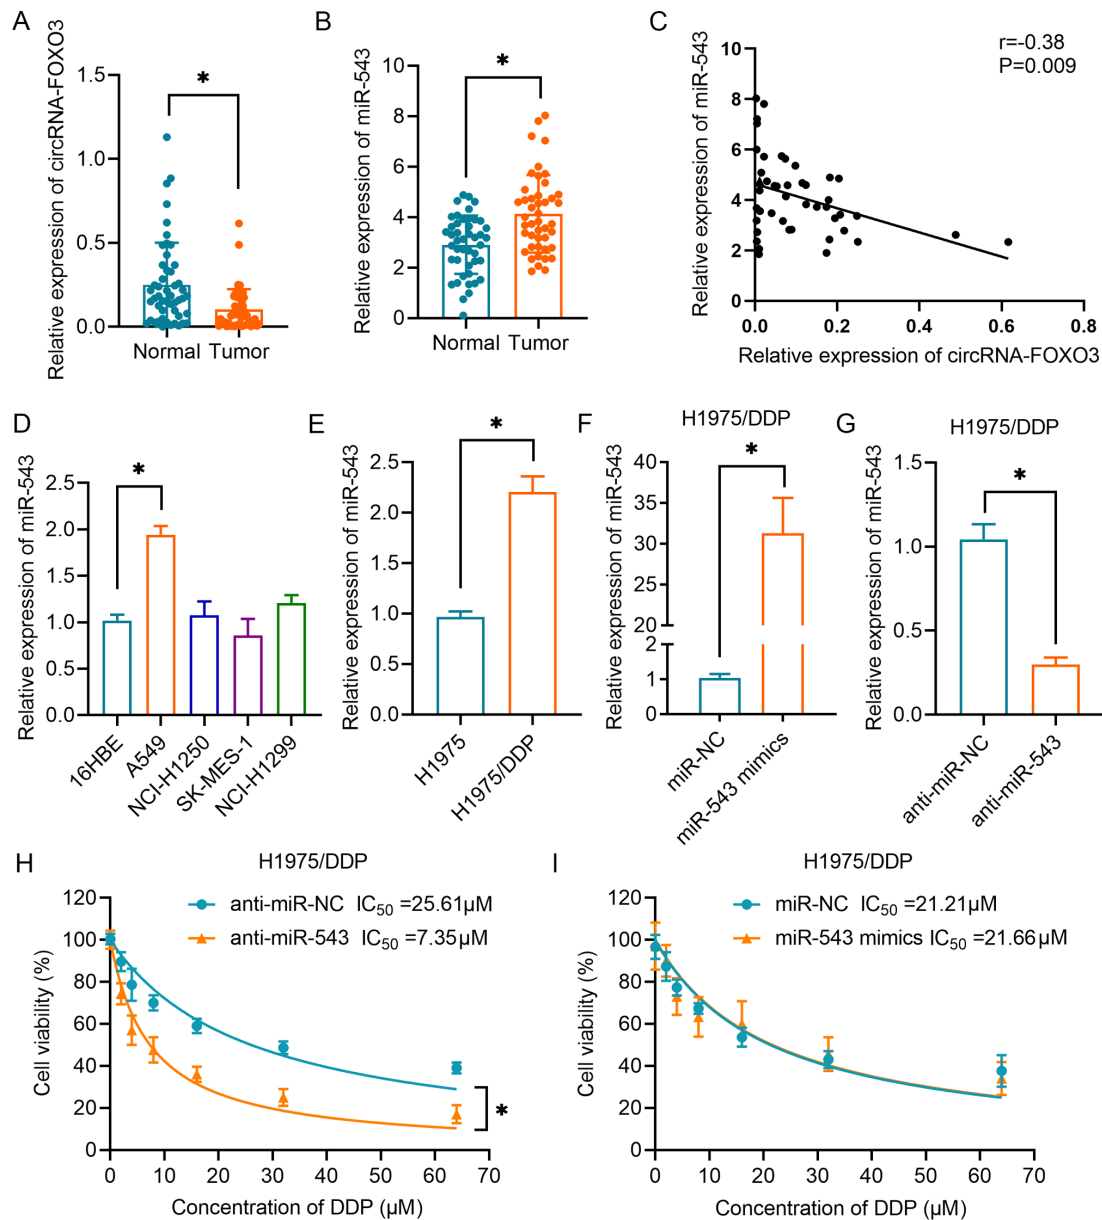 A
Relative expression of circRNA-FOXO3
1.5
1.0
0.5
0.0
*
Normal Tumor
B
Relative expression of miR-543
10
8
6
4
2
0
*
Normal Tumor
C
Relative expression of miR-543
10
8
6
4
2
0
r=-0.38
P=0.009
0.0 0.2 0.4 0.6 0.8
Relative expression of circRNA-FOXO3
D
Relative expression of miR-543
2.5
2.0
1.5
1.0
0.5
0.0
*
16HBE
A549
NCI-H1250
SK-MES-1
NCI-H1299
E
Relative expression of miR-543
2.5
2.0
1.5
1.0
0.5
0.0
*
H1975
H1975/DDP
F
H1975/DDP
Relative expression of miR-543
40
35
30
25
20
2
1
0
*
miR-NC
miR-543 mimics
G
H1975/DDP
Relative expression of miR-543
1.5
1.0
0.5
0.0
*
anti-miR-NC
anti-miR-543
H
H1975/DDP
Cell viability (%)
120
100
80
60
40
20
0
anti-miR-NC IC50 =25.61μM
anti-miR-543 IC50 =7.35μM
*
0 10 20 30 40 50 60 70
Concentration of DDP (μM)
I
H1975/DDP
Cell viability (%)
120
100
80
60
40
20
0
miR-NC IC50 =21.21μM
miR-543 mimics IC50 =21.66μM
0 10 20 30 40 50 60 70
Concentration of DDP (μM)